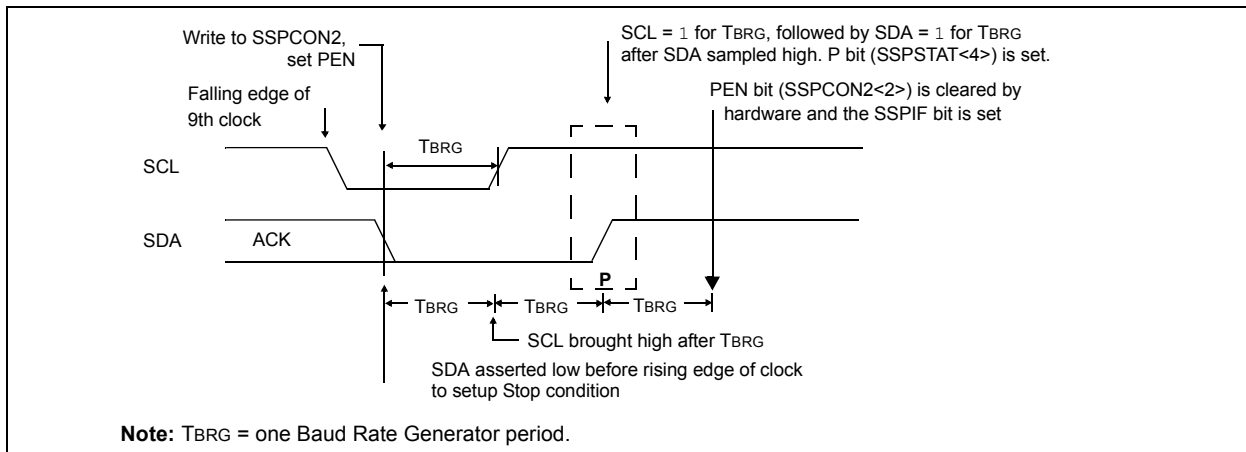 Write to SSPCON2,
set PEN
SCL = 1 for TBRG, followed by SDA = 1 for TBRG
after SDA sampled high. P bit (SSPSTAT<4>) is set.
Falling edge of
9th clock
PEN bit (SSPCON2<2>) is cleared by
hardware and the SSPIF bit is set
TBRG
SCL
SDA
ACK
P
TBRG
TBRG
TBRG
SCL brought high after TBRG
SDA asserted low before rising edge of clock
to setup Stop condition
Note: TBRG = one Baud Rate Generator period.